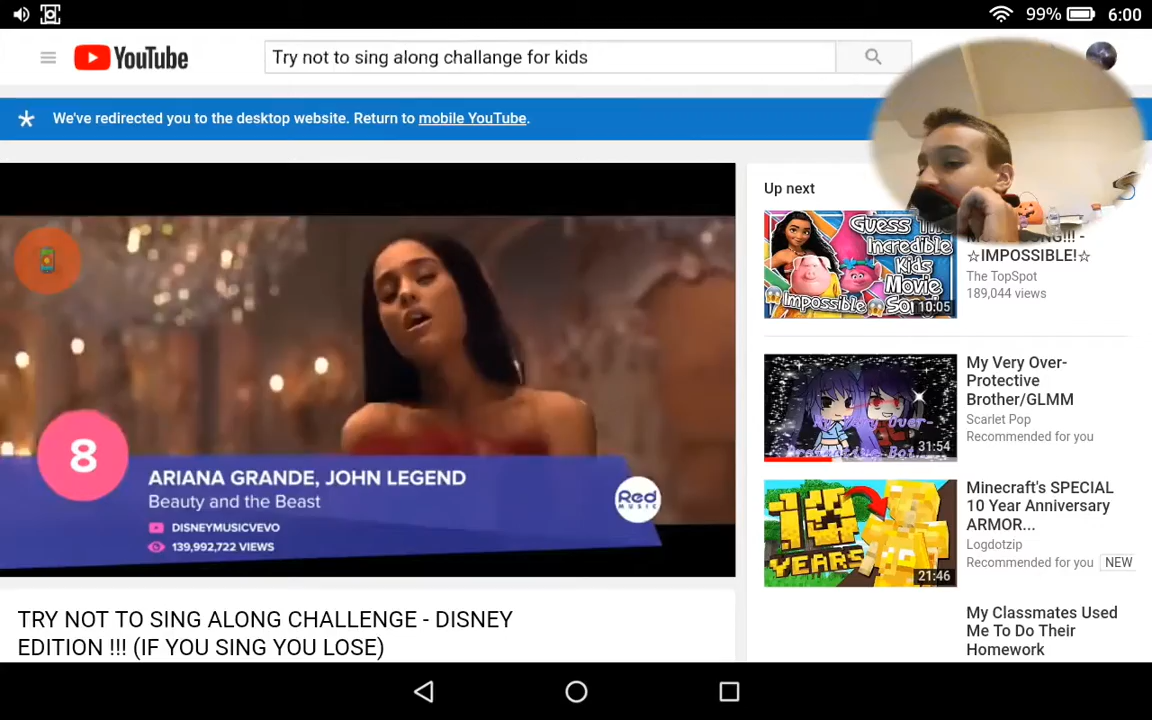 99% 6:00
YouTube
Try not to sing along challange for kids
We've redirected you to the desktop website. Return to mobile YouTube.
ARIANA GRANDE, JOHN LEGEND
8
Beauty and the Beast
DISNEYMUSICVEVO
139,992,722 VIEWS
Red
MUSIC
TRY NOT TO SING ALONG CHALLENGE - DISNEY
EDITION !!! (IF YOU SING YOU LOSE)
Up next
GUESS The
Incredible
Kids
Movie
Impossible
10:05
☆IMPOSSIBLE!☆
The TopSpot
189,044 views
31:54
My Very Over-
Protective
Brother/GLMM
Scarlet Pop
Recommended for you
10
YEARS
21:46
Minecraft's SPECIAL
10 Year Anniversary
ARMOR...
Logdotzip
Recommended for you NEW
My Classmates Used
Me To Do Their
Homework